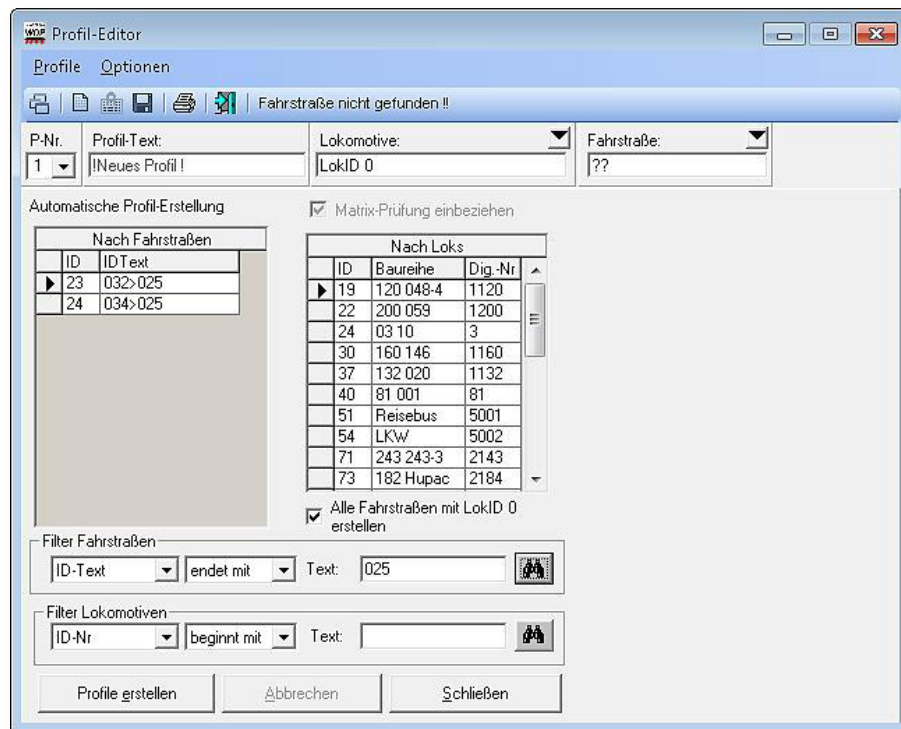 WDP Profil-Editor
Profile Optionen
Fahrstraße nicht gefunden !!
P-Nr. Profil-Text: Lokomotive: Fahrstraße:
1 !Neues Profil ! LokID 0 ??
Automatische Profil-Erstellung
Matrix-Prüfung einbeziehen
Nach Fahrstraßen
ID IDText
23 032>025
24 034>025
Nach Loks
ID Baureihe Dig.-Nr
19 120 048-4 1120
22 200 059 1200
24 03 10 3
30 160 146 1160
37 132 020 1132
40 81 001 81
51 Reisebus 5001
54 LKW 5002
71 243 243-3 2143
73 182 Hupac 2184
Alle Fahrstraßen mit LokID 0
erstellen
Filter Fahrstraßen
ID-Text endet mit Text: 025
Filter Lokomotiven
ID-Nr beginnt mit Text:
Profile erstellen Abbrechen Schließen